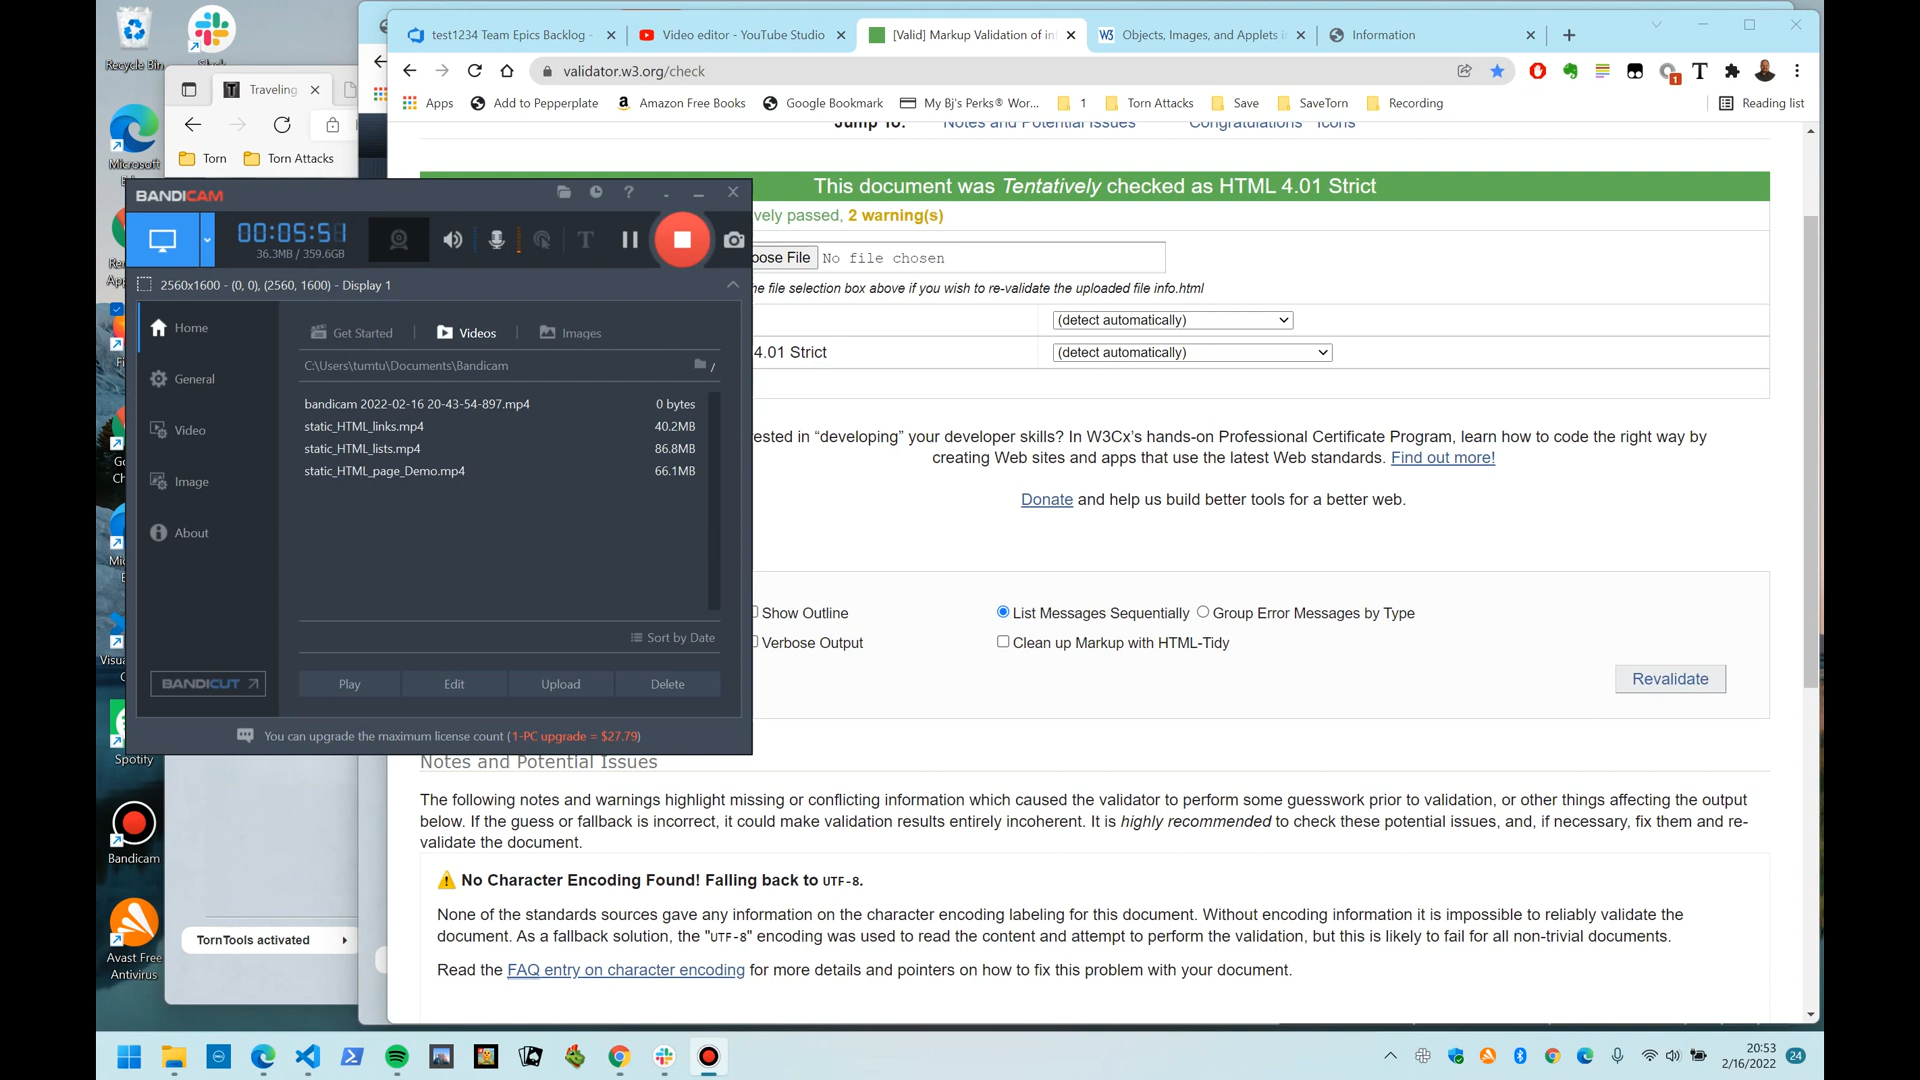 Recycle Bin
Slack
test1234 Team Epics Backlog -
Video editor - YouTube Studio
[Valid] Markup Validation of in
Objects, Images, and Applets i
Information
Traveling
validator.w3.org/check
Apps
Add to Pepperplate
Amazon Free Books
Google Bookmark
My Bj's Perks® Wor...
1
Torn Attacks
Save
SaveTorn
Recording
Reading list
Torn
Torn Attacks
Microsoft
Jump To:
Notes and Potential Issues
Congratulations
Icons
This document was Tentatively checked as HTML 4.01 Strict
vely passed, 2 warning(s)
oose File
No file chosen
he file selection box above if you wish to re-validate the uploaded file info.html
(detect automatically)
4.01 Strict
(detect automatically)
BANDICAM
00:05:51
36.3MB / 359.6GB
2560x1600 - (0, 0), (2560, 1600) - Display 1
Home
General
Video
Image
About
BANDICUT
Get Started
Videos
Images
C:\Users\tumtu\Documents\Bandicam
/
bandicam 2022-02-16 20-43-54-897.mp4
0 bytes
static_HTML_links.mp4
40.2MB
static_HTML_lists.mp4
86.8MB
static_HTML_page_Demo.mp4
66.1MB
Sort by Date
Play
Edit
Upload
Delete
You can upgrade the maximum license count (1-PC upgrade = $27.79)
ested in “developing” your developer skills? In W3Cx’s hands-on Professional Certificate Program, learn how to code the right way by
creating Web sites and apps that use the latest Web standards. Find out more!
Donate and help us build better tools for a better web.
Show Outline
List Messages Sequentially
Group Error Messages by Type
Verbose Output
Clean up Markup with HTML-Tidy
Revalidate
Notes and Potential Issues
The following notes and warnings highlight missing or conflicting information which caused the validator to perform some guesswork prior to validation, or other things affecting the output
below. If the guess or fallback is incorrect, it could make validation results entirely incoherent. It is highly recommended to check these potential issues, and, if necessary, fix them and re-
validate the document.
No Character Encoding Found! Falling back to UTF-8.
None of the standards sources gave any information on the character encoding labeling for this document. Without encoding information it is impossible to reliably validate the
document. As a fallback solution, the "UTF-8" encoding was used to read the content and attempt to perform the validation, but this is likely to fail for all non-trivial documents.
Read the FAQ entry on character encoding for more details and pointers on how to fix this problem with your document.
Spotify
Bandicam
Avast Free
Antivirus
TornTools activated
20:53
2/16/2022
24